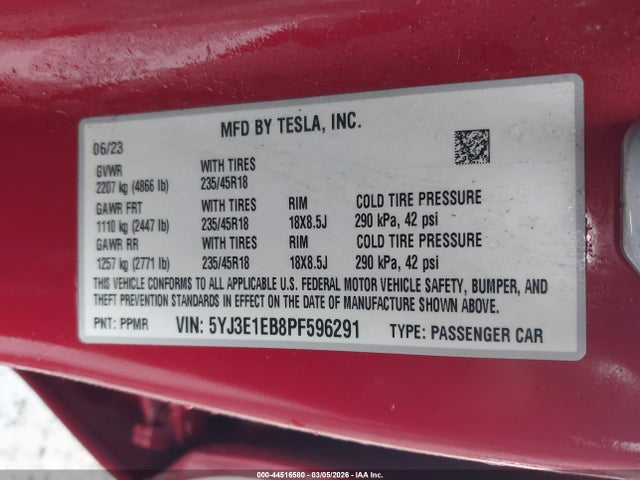 MFD BY TESLA, INC.
06/23
GVWR WITH TIRES
2207 kg (4866 lb) 235/45R18
GAWR FRT WITH TIRES RIM COLD TIRE PRESSURE
1110 kg (2447 lb) 235/45R18 18X8.5J 290 kPa, 42 psi
GAWR RR WITH TIRES RIM COLD TIRE PRESSURE
1257 kg (2771 lb) 235/45R18 18X8.5J 290 kPa, 42 psi
THIS VEHICLE CONFORMS TO ALL APPLICABLE U.S. FEDERAL MOTOR VEHICLE SAFETY, BUMPER, AND
THEFT PREVENTION STANDARDS IN EFFECT ON THE DATE OF MANUFACTURE SHOWN ABOVE.
PNT: PPMR VIN: 5YJ3E1EB8PF596291 TYPE: PASSENGER CAR
000-44516580 — 03/05/2026 — IAA Inc.